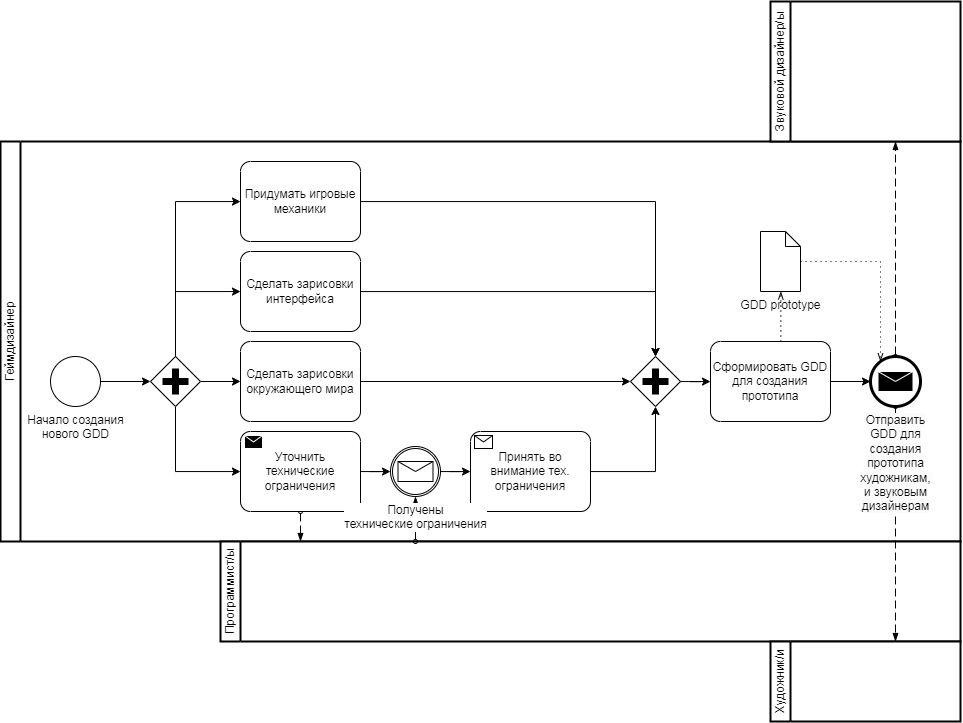 Звуковой дизайнер/ы
Геймдизайнер
Придумать игровые
механики
Сделать зарисовки
интерфейса
GDD prototype
Начало создания
нового GDD
Сделать зарисовки
окружающего мира
Сформировать GDD
для создания
прототипа
Уточнить
технические
ограничения
Получены
технические ограничения
Принять во
внимание тех.
ограничения
Отправить
GDD для
создания
прототипа
художникам,
и звуковым
дизайнерам
Программист/ы
Художник/и